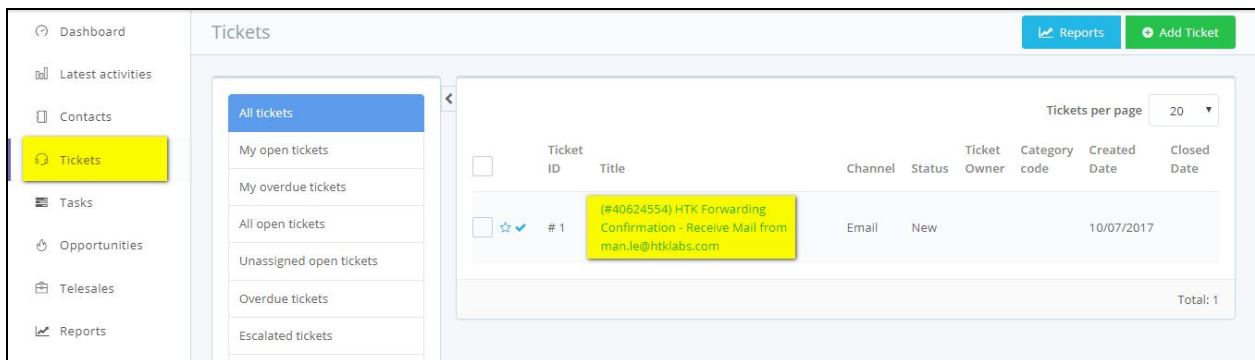 Dashboard
Latest activities
Contacts
Tickets
Tasks
Opportunities
Telesales
Reports
Tickets
Reports
Add Ticket
All tickets
My open tickets
My overdue tickets
All open tickets
Unassigned open tickets
Overdue tickets
Escalated tickets
Tickets per page 20
Ticket ID Title Channel Status Ticket Owner Category code Created Date Closed Date
# 1
(#40624554) HTK Forwarding
Confirmation - Receive Mail from
man.le@htklabs.com
Email New 10/07/2017
Total: 1